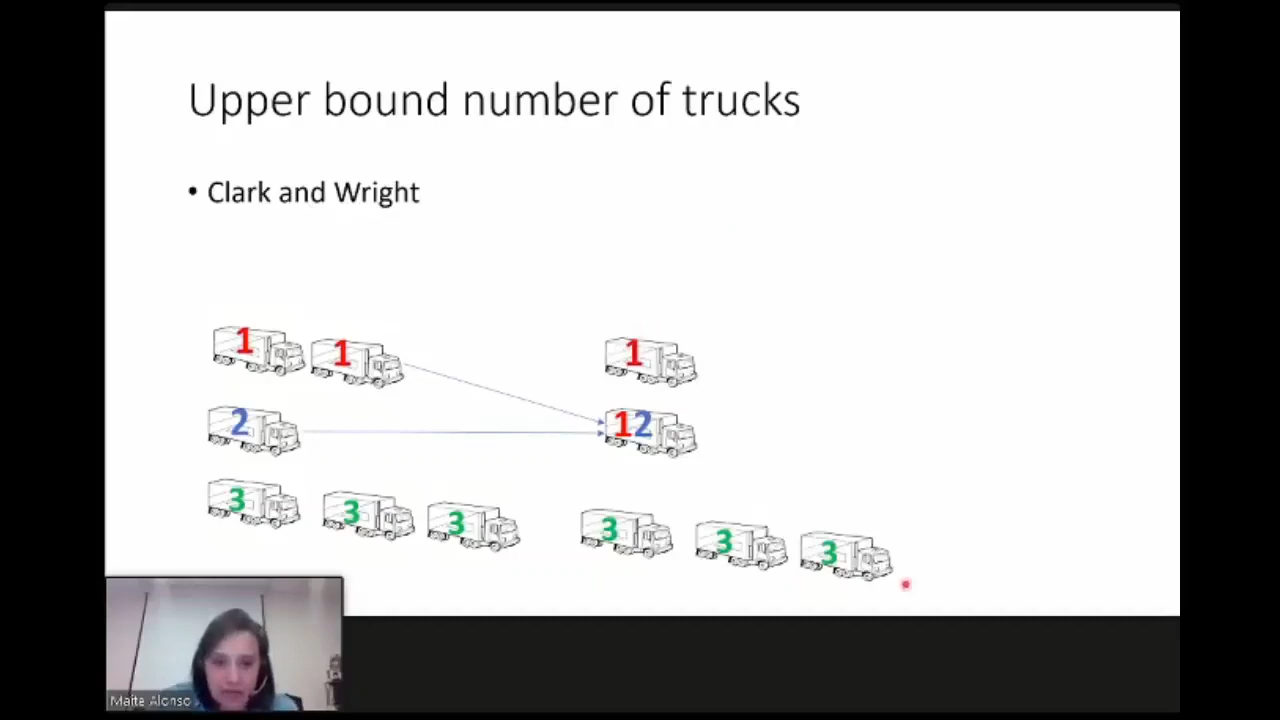 Upper bound number of trucks
• Clark and Wright
1 1 1
2 12
3 3 3 3 3 3
Maite Alonso